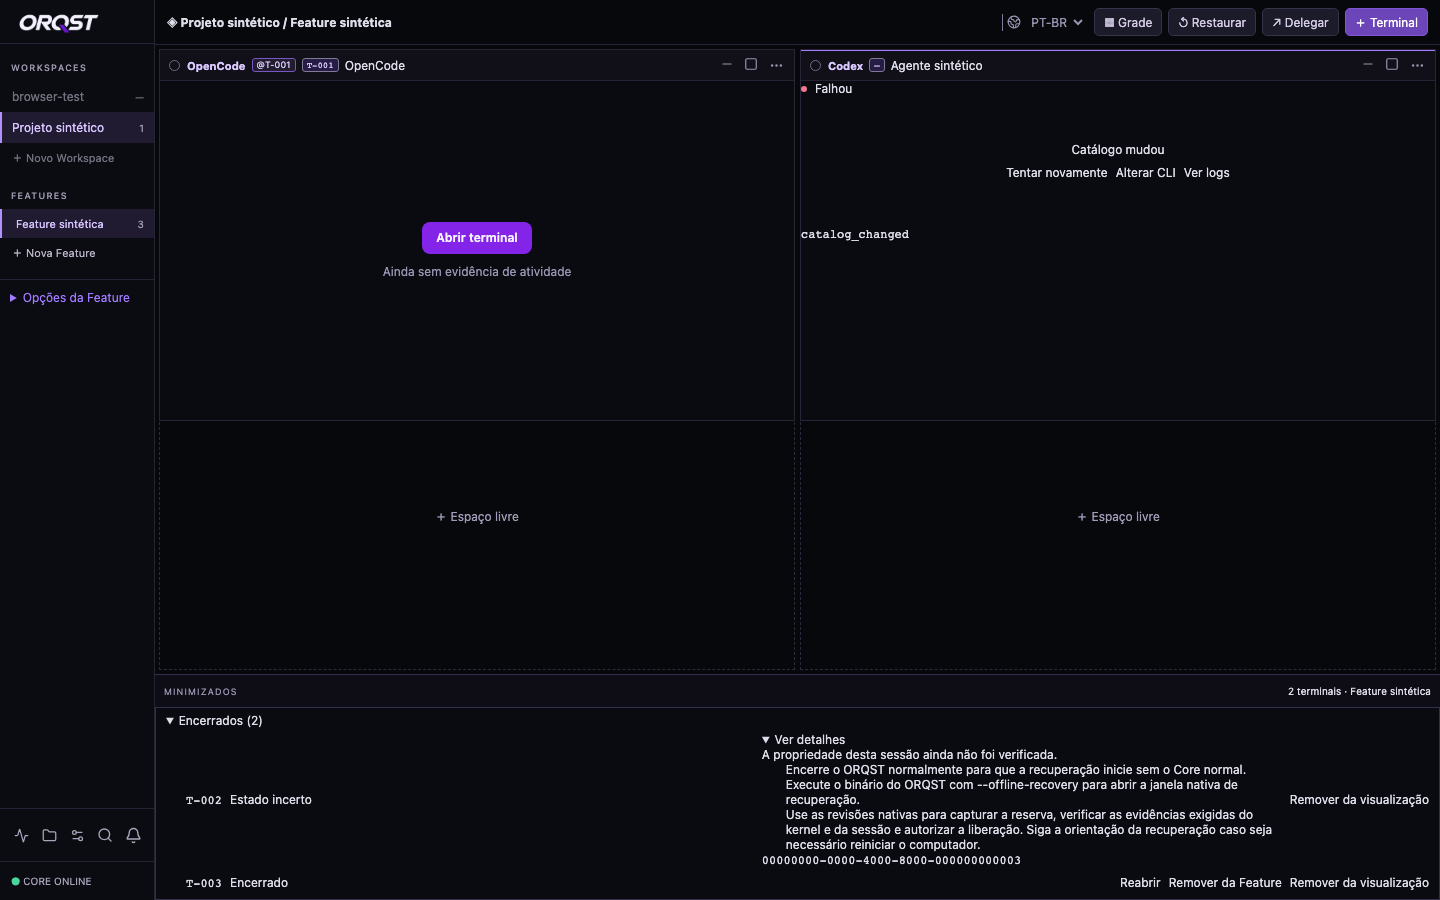 ORQST
◈ Projeto sintético / Feature sintética
PT-BR
Grade
Restaurar
Delegar
+ Terminal
WORKSPACES
browser-test –
Projeto sintético 1
+ Novo Workspace
FEATURES
Feature sintética 3
+ Nova Feature
▶ Opções da Feature
CORE ONLINE
OpenCode @T-001 T-001 OpenCode
Abrir terminal
Ainda sem evidência de atividade
Codex – Agente sintético
Falhou
Catálogo mudou
Tentar novamente Alterar CLI Ver logs
catalog_changed
+ Espaço livre
+ Espaço livre
MINIMIZADOS
2 terminais · Feature sintética
▼ Encerrados (2)
T-002 Estado incerto
▼ Ver detalhes
A propriedade desta sessão ainda não foi verificada.
Encerre o ORQST normalmente para que a recuperação inicie sem o Core normal.
Execute o binário do ORQST com --offline-recovery para abrir a janela nativa de
recuperação.
Use as revisões nativas para capturar a reserva, verificar as evidências exigidas do
kernel e da sessão e autorizar a liberação. Siga a orientação da recuperação caso seja
necessário reiniciar o computador.
00000000-0000-4000-8000-000000000003
Remover da visualização
T-003 Encerrado
Reabrir Remover da Feature Remover da visualização